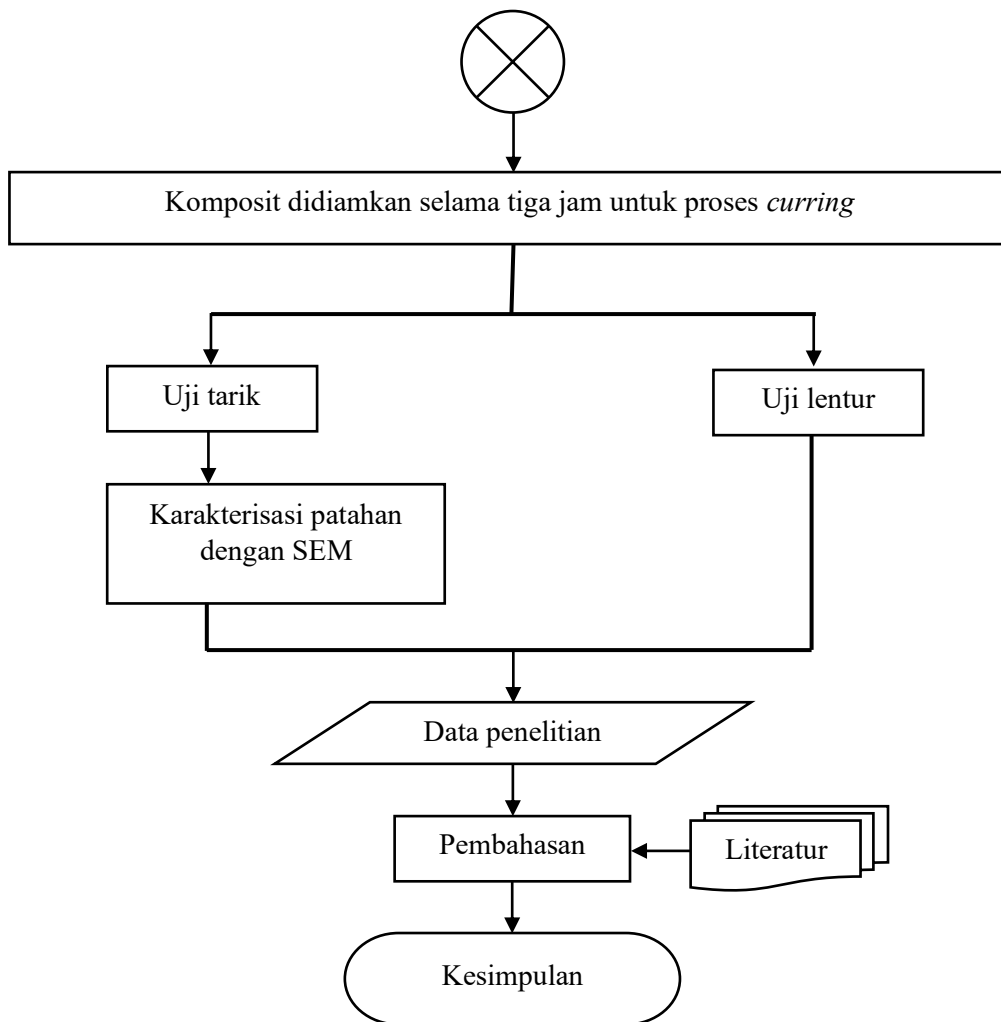 Komposit didiamkan selama tiga jam untuk proses curring
Uji tarik
Uji lentur
Karakterisasi patahan
dengan SEM
Data penelitian
Pembahasan
Literatur
Kesimpulan